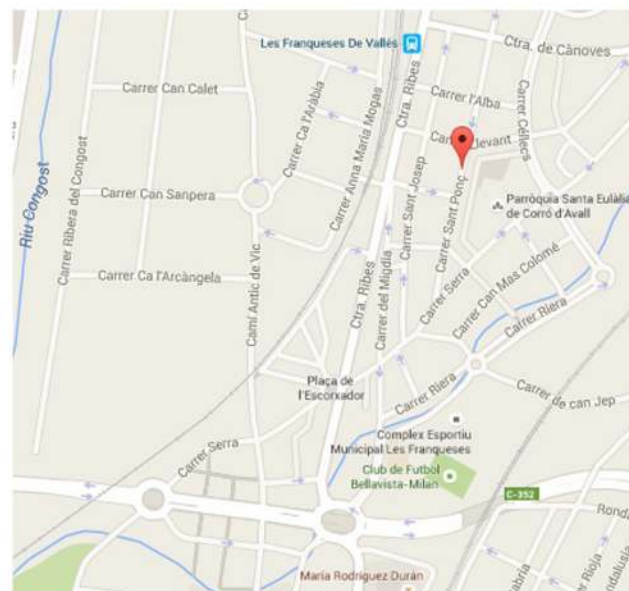 Les Franqueses De Vallès
Ctra. de Cànoves
Ctra. Ribes
Carrer Can Calet
Carrer l'Alba
Carrer Céllecs
Carrer Ca l'Aràbia
Carrer Anna Maria Mogas
Riu Congost
Carrer Ribera del Congost
Carrer Can Sanpera
Carrer Sant Josep
Carrer Sant Ponç
Parròquia Santa Eulàlia
de Corró d'Avall
Carrer Ca l'Arcàngela
Camí Antic de Vic
Ctra. Ribes
Carrer del Migdia
Carrer Serra
Carrer Can Mas Colomé
Carrer Riera
Plaça de
l'Escorxador
Carrer Riera
Carrer de can Jep
Carrer Serra
Complex Esportiu
Municipal Les Franqueses
Club de Futbol
Bellavista-Milan
C-352
Ronda
María Rodríguez Durán